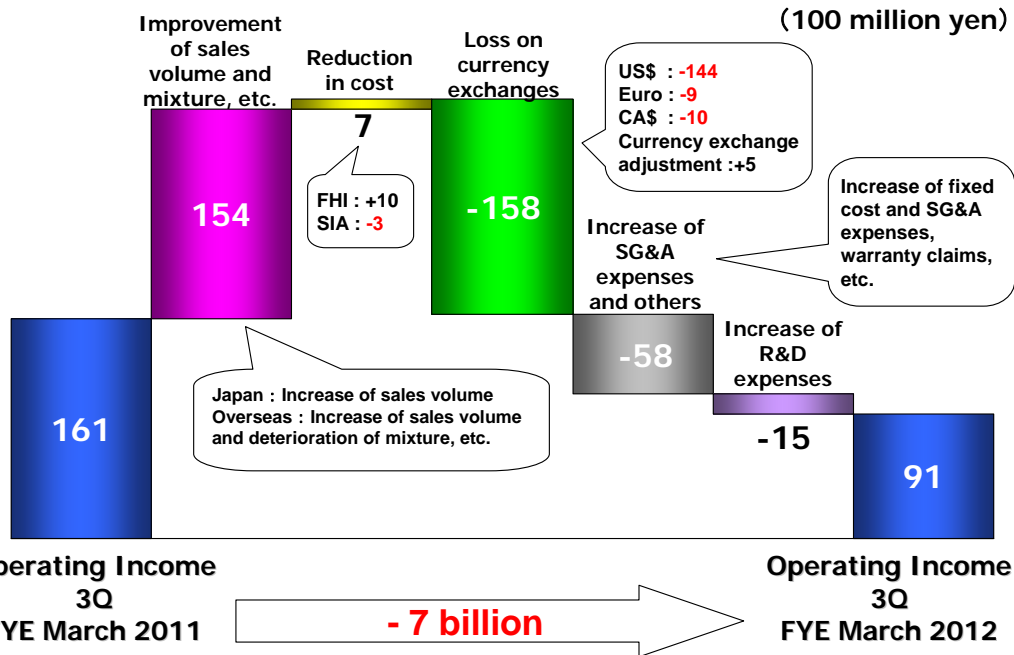 (100 million yen)
Improvement
of sales
volume and
mixture, etc.
Reduction
in cost
Loss on
currency
exchanges
US$ : -144
Euro : -9
CA$ : -10
Currency exchange
adjustment :+5
7
FHI : +10
SIA : -3
154
-158
Increase of
SG&A
expenses
and others
Increase of fixed
cost and SG&A
expenses,
warranty claims,
etc.
-58
Increase of
R&D
expenses
-15
Japan : Increase of sales volume
Overseas : Increase of sales volume
and deterioration of mixture, etc.
161
91
perating Income
3Q
YE March 2011
- 7 billion
Operating Income
3Q
FYE March 2012